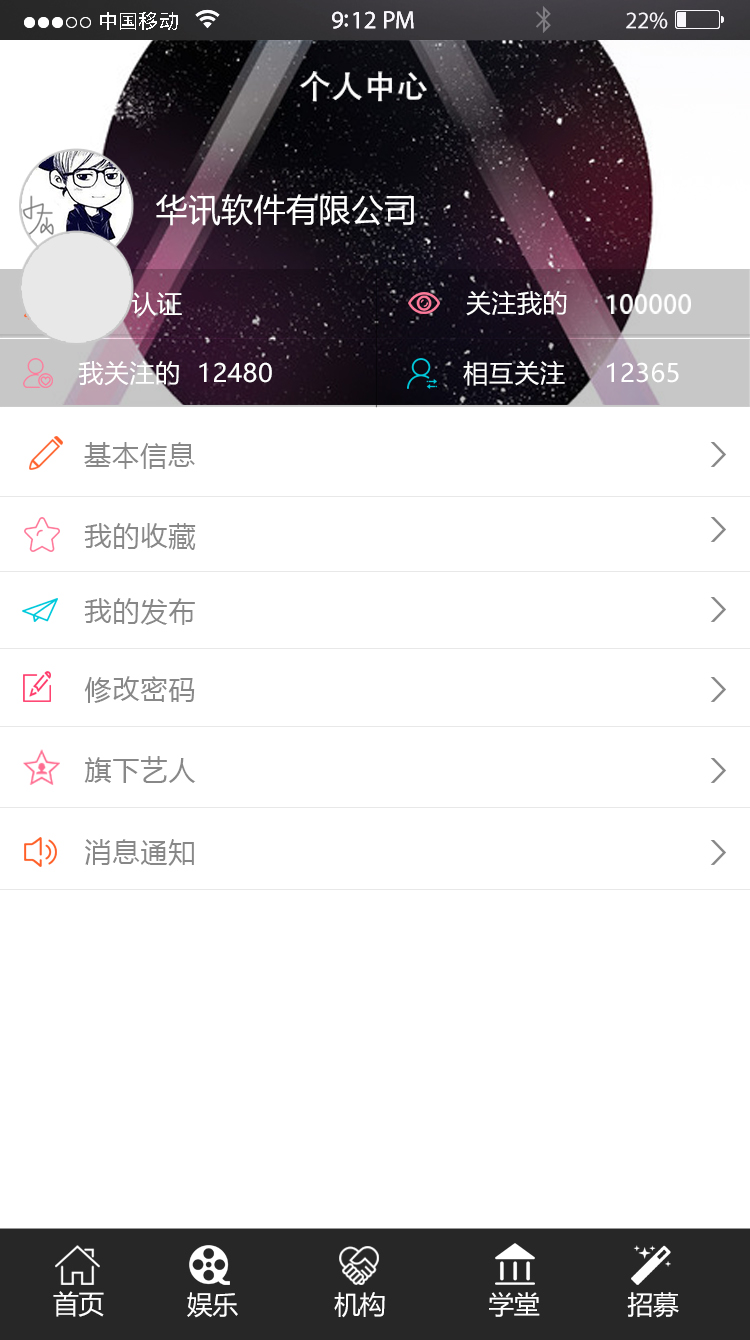 中国移动 9:12 PM 22%
个人中心
华讯软件有限公司
认证 关注我的 100000
我关注的 12480 相互关注 12365
基本信息
我的收藏
我的发布
修改密码
旗下艺人
消息通知
首页 娱乐 机构 学堂 招募